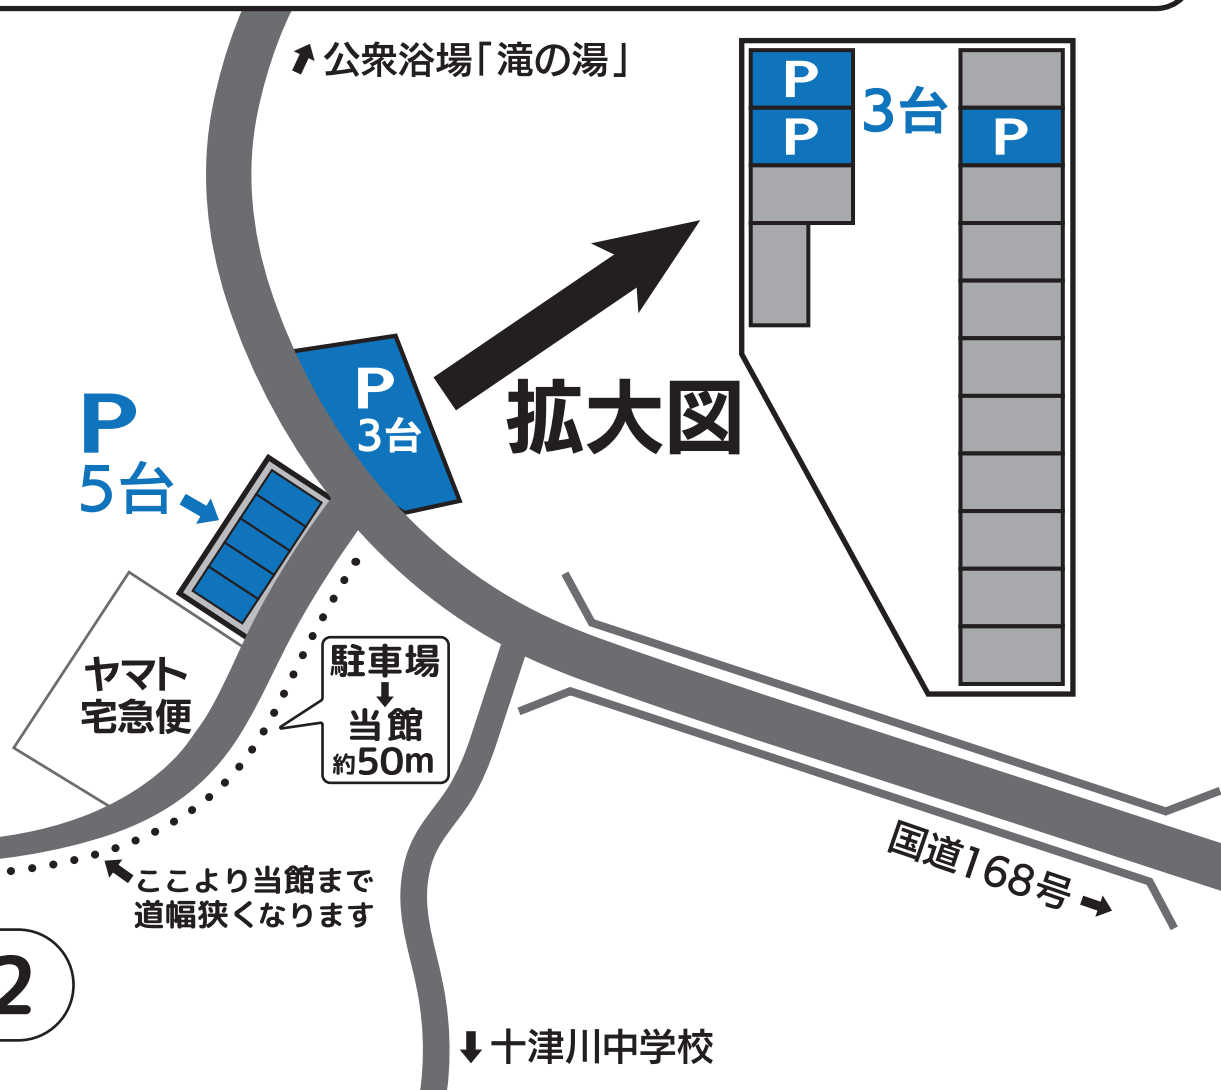 公衆浴場「滝の湯」
P
P
3台
P
P
3台
拡大図
P
5台
ヤマト
宅急便
駐車場
当館
約50m
国道168号
ここより当館まで
道幅狭くなります
2
十津川中学校